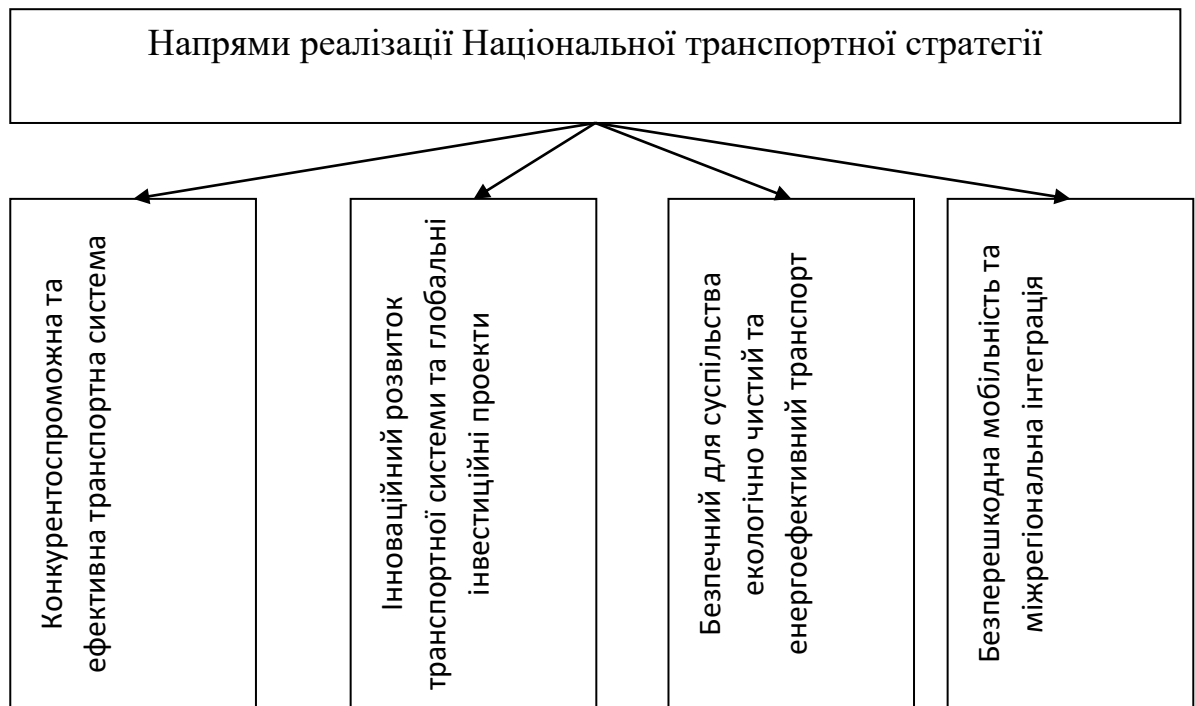 Напрями реалізації Національної транспортної стратегії
Конкурентоспроможна та
ефективна транспортна система
Інноваційний розвиток
транспортної системи та глобальні
інвестиційні проекти
Безпечний для суспільства
екологічно чистий та
енергоефективний транспорт
Безперешкодна мобільність та
міжрегіональна інтеграція